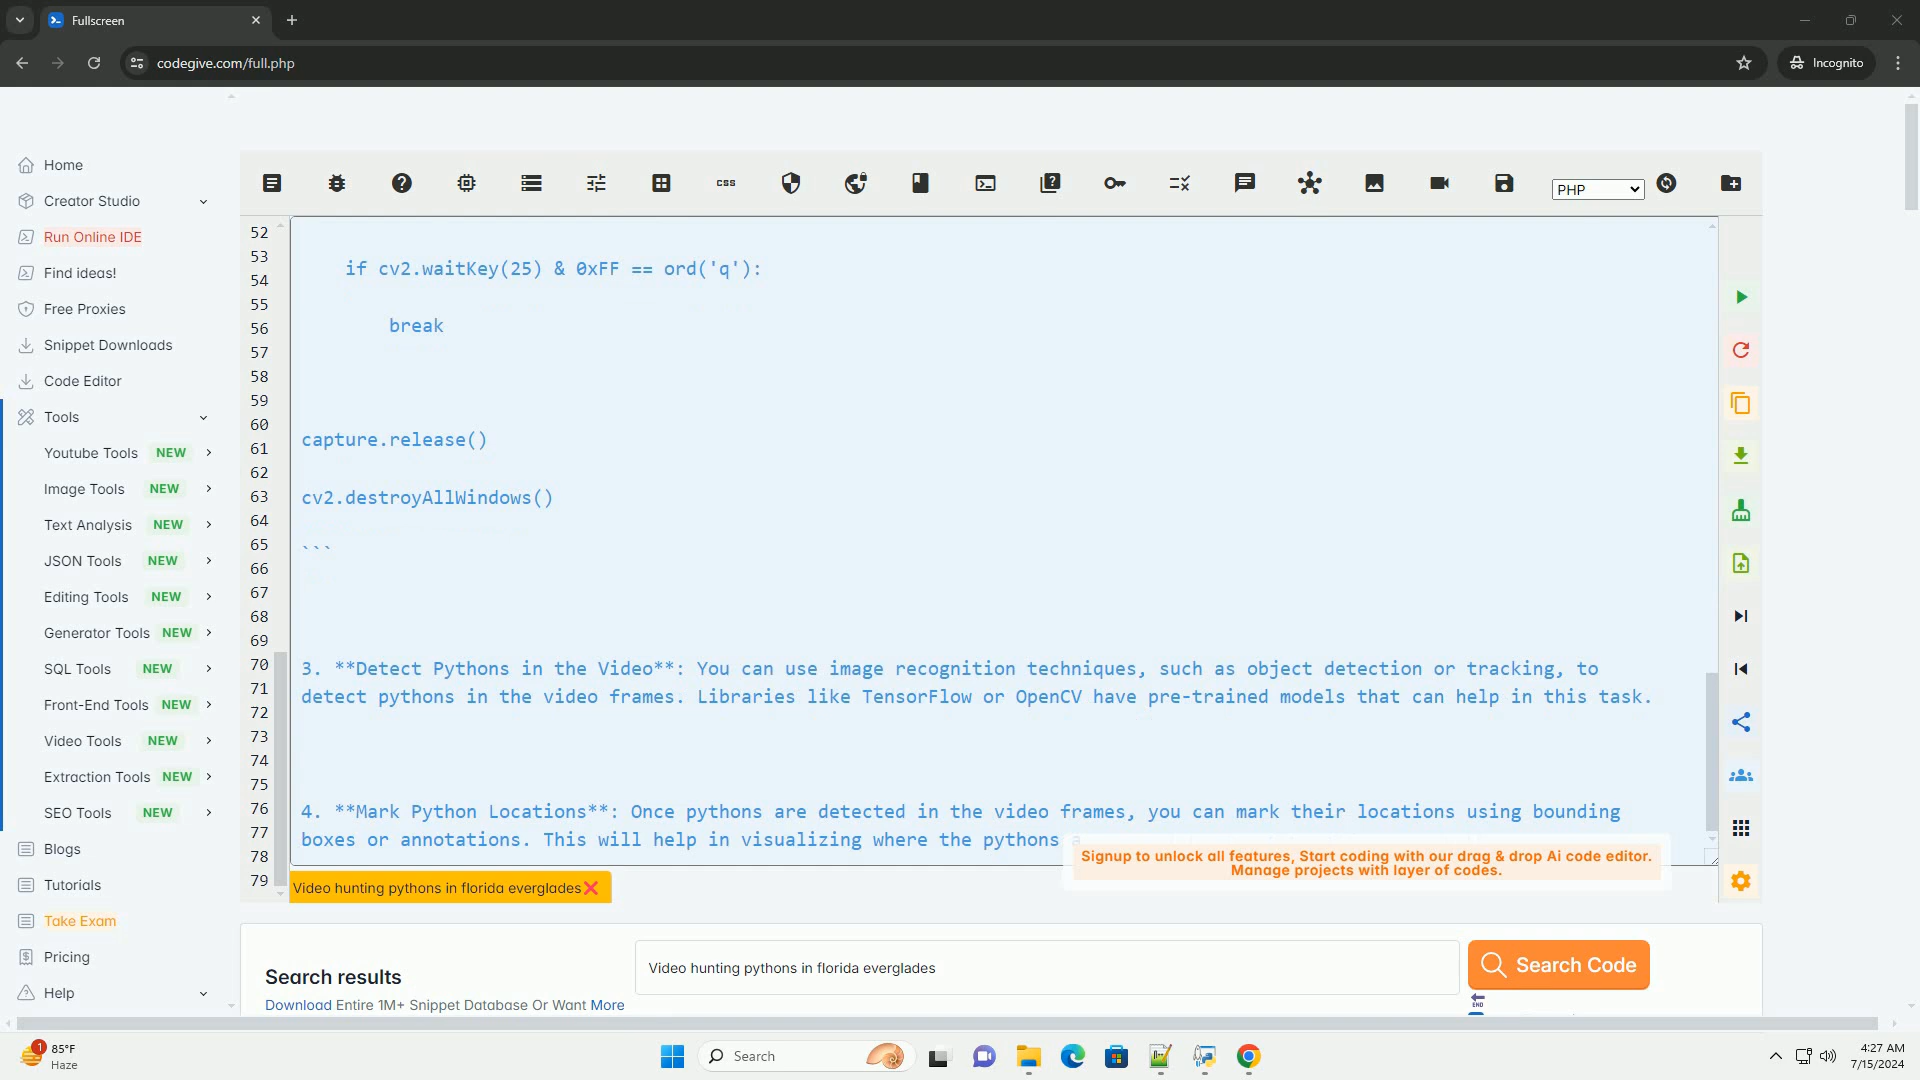 Fullscreen
codegive.com/full.php
Incognito
Home
Creator Studio
Run Online IDE
Find ideas!
Free Proxies
Snippet Downloads
Code Editor
Tools
Youtube Tools NEW
Image Tools NEW
Text Analysis NEW
JSON Tools NEW
Editing Tools NEW
Generator Tools NEW
SQL Tools NEW
Front-End Tools NEW
Video Tools NEW
Extraction Tools NEW
SEO Tools NEW
Blogs
Tutorials
Take Exam
Pricing
Help
css
PHP
52
53
54
55
56
57
58
59
60
61
62
63
64
65
66
67
68
69
70
71
72
73
74
75
76
77
78
79
if cv2.waitKey(25) & 0xFF == ord('q'):
break
capture.release()
cv2.destroyAllWindows()
```
3. **Detect Pythons in the Video**: You can use image recognition techniques, such as object detection or tracking, to
detect pythons in the video frames. Libraries like TensorFlow or OpenCV have pre-trained models that can help in this task.
4. **Mark Python Locations**: Once pythons are detected in the video frames, you can mark their locations using bounding
boxes or annotations. This will help in visualizing where the pythons a
Signup to unlock all features, Start coding with our drag & drop Ai code editor.
Manage projects with layer of codes.
Video hunting pythons in florida everglades
Search results
Download Entire 1M+ Snippet Database Or Want More
Video hunting pythons in florida everglades
Search Code
END
1
85°F
Haze
Search
4:27 AM
7/15/2024